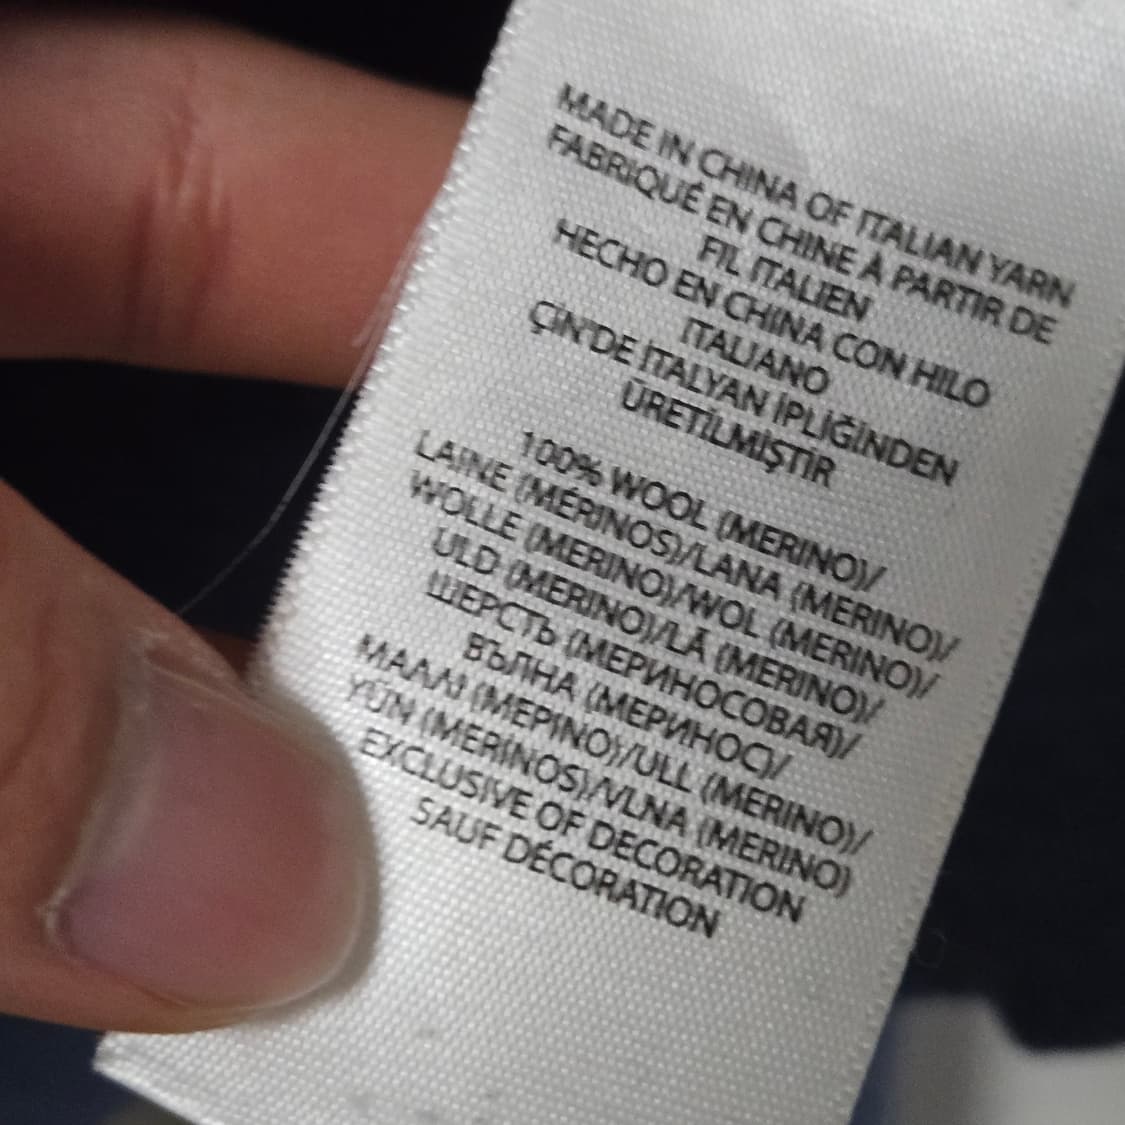 MADE IN CHINA OF ITALIAN YARN
FABRIQUÉ EN CHINE À PARTIR DE
FIL ITALIEN
HECHO EN CHINA CON HILO
ITALIANO
ÇİN'DE İTALYAN İPLİĞİNDEN
ÜRETİLMİŞTİR
100% WOOL (MERINO)/
LAINE (MÉRINOS)/LANA (MERINO)/
WOLLE (MERINO)/WOL (MERINO)/
ULD (MERINO)/LÃ (MERINO)/
ШЕРСТЬ (МЕРИНОСОВАЯ)/
ВЪЛНА (МЕРИНОС)/
ΜΑΛΛΙ (ΜΕΡΙΝΟ)/ULL (MERINO)/
YÜN (MERINOS)/VLNA (MERINO)
EXCLUSIVE OF DECORATION
SAUF DÉCORATION